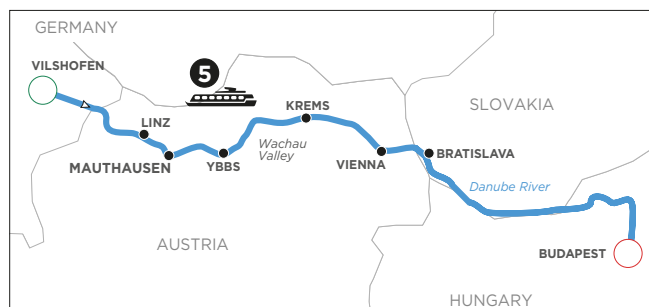 GERMANY
VILSHOFEN
5
LINZ
KREMS
SLOVAKIA
MAUTHAUSEN
YBBS
Wachau
Valley
VIENNA
BRATISLAVA
Danube River
AUSTRIA
BUDAPEST
HUNGARY